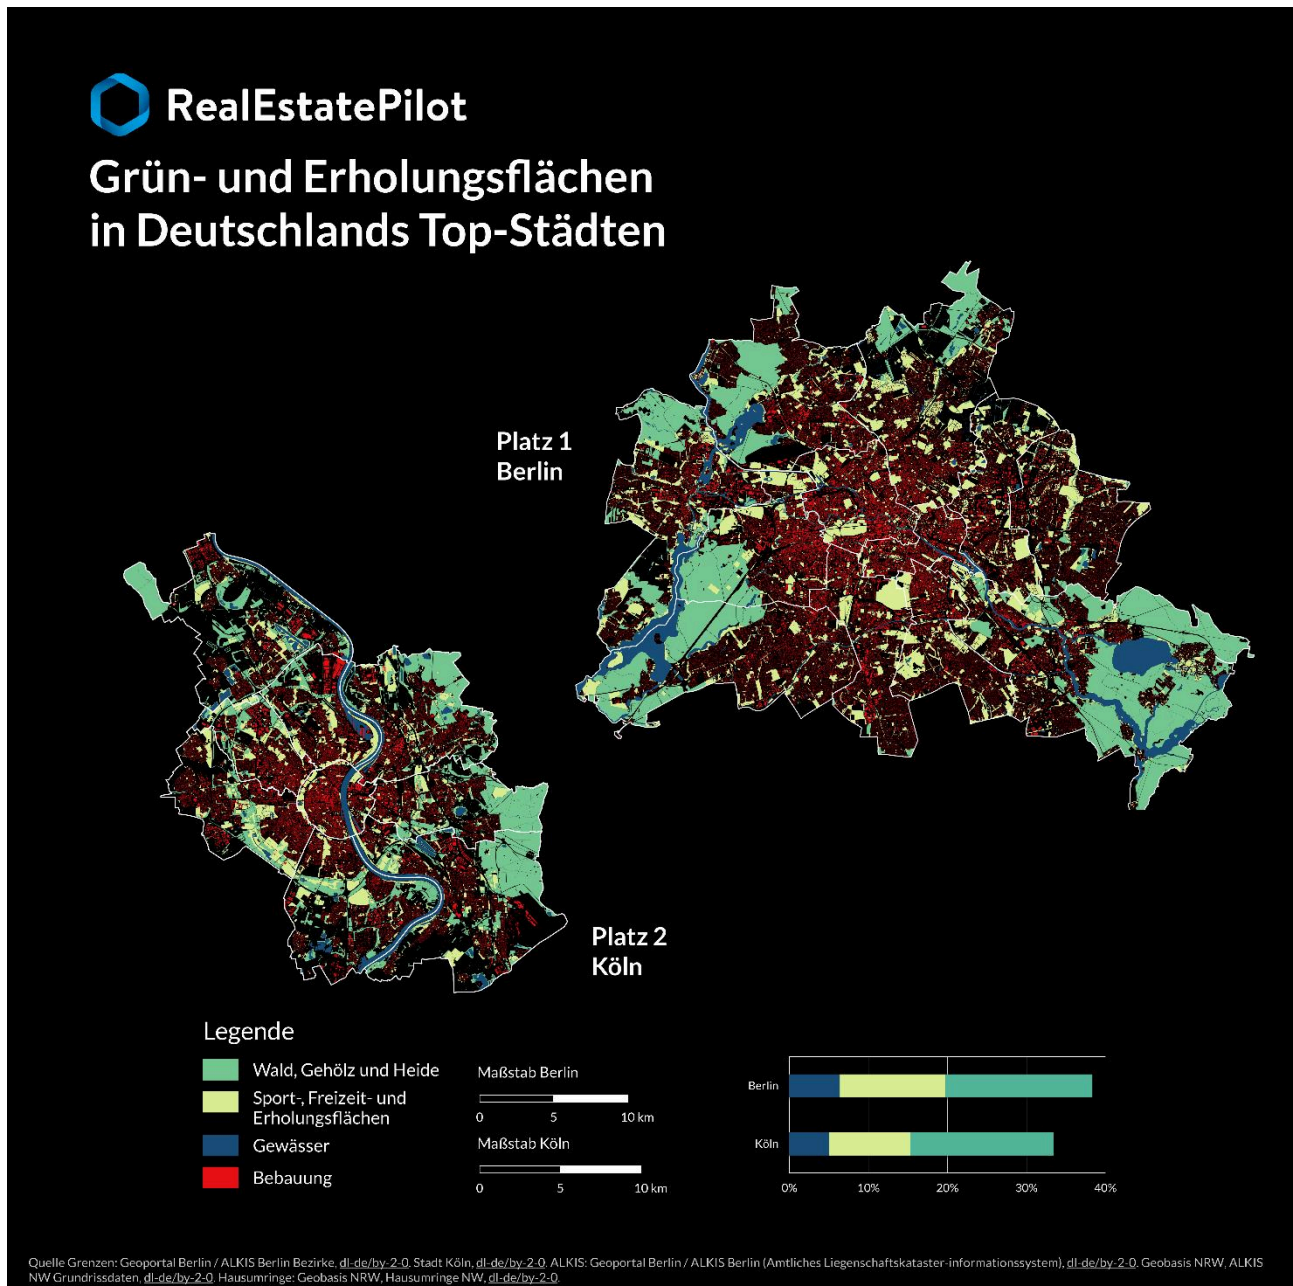 RealEstatePilot
Grün- und Erholungsflächen
in Deutschlands Top-Städten
Platz 1
Berlin
Platz 2
Köln
Legende
Wald, Gehölz und Heide
Sport-, Freizeit- und
Erholungsflächen
Gewässer
Bebauung
Maßstab Berlin
0 5 10 km
Maßstab Köln
0 5 10 km
Berlin
Köln
0% 10% 20% 30% 40%
Quelle Grenzen: Geoportal Berlin / ALKIS Berlin Bezirke, dl-de/by-2-0. Stadt Köln, dl-de/by-2-0. ALKIS: Geoportal Berlin / ALKIS Berlin (Amtliches Liegenschaftskataster-informationssystem), dl-de/by-2-0. Geobasis NRW, ALKIS
NW Grundrissdaten, dl-de/by-2-0. Hausumringe: Geobasis NRW, Hausumringe NW, dl-de/by-2-0.